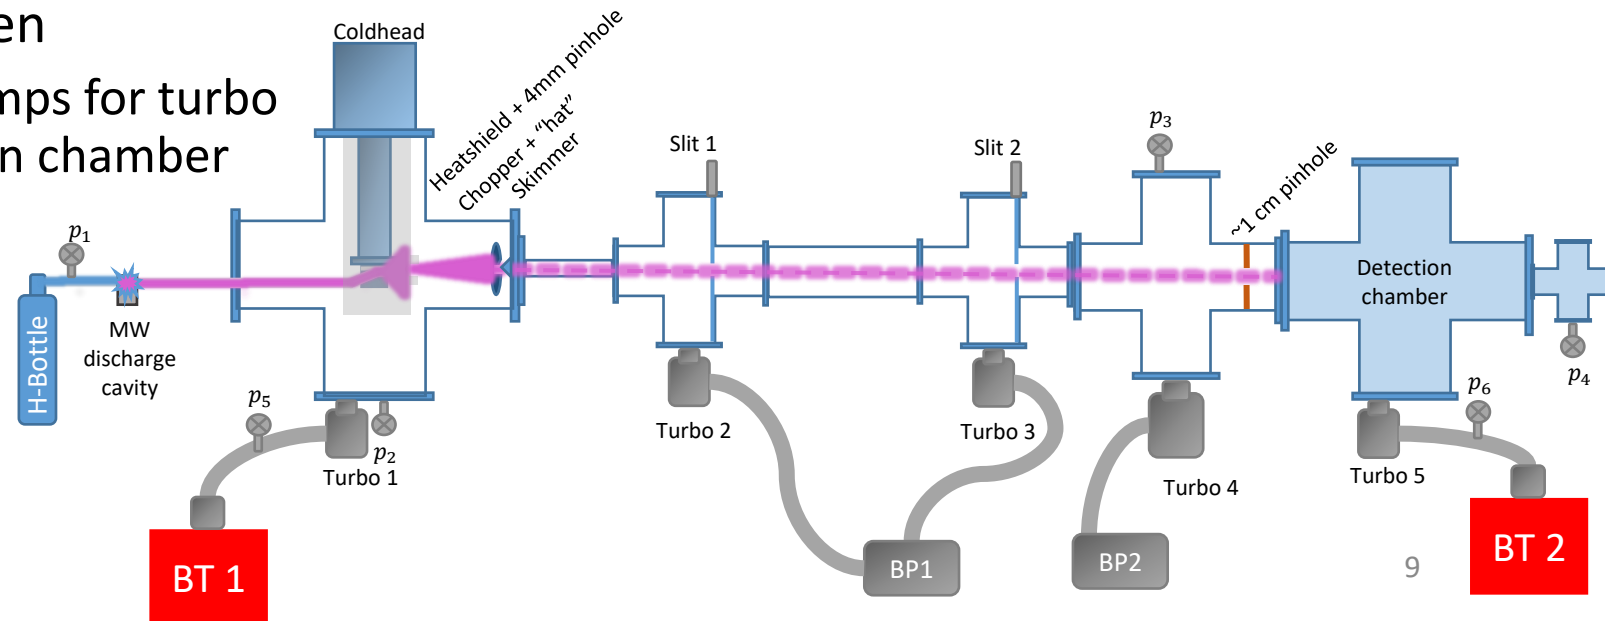 en
mps for turbo
n chamber
Coldhead
Heatshield + 4mm pinhole
Chopper + “hat”
Skimmer
Slit 1
Slit 2
p3
~1 cm pinhole
p1
H-Bottle
MW
discharge
cavity
Detection
chamber
p4
p5
p2
Turbo 1
Turbo 2
Turbo 3
Turbo 4
p6
Turbo 5
BT 1
BP1
BP2
9
BT 2